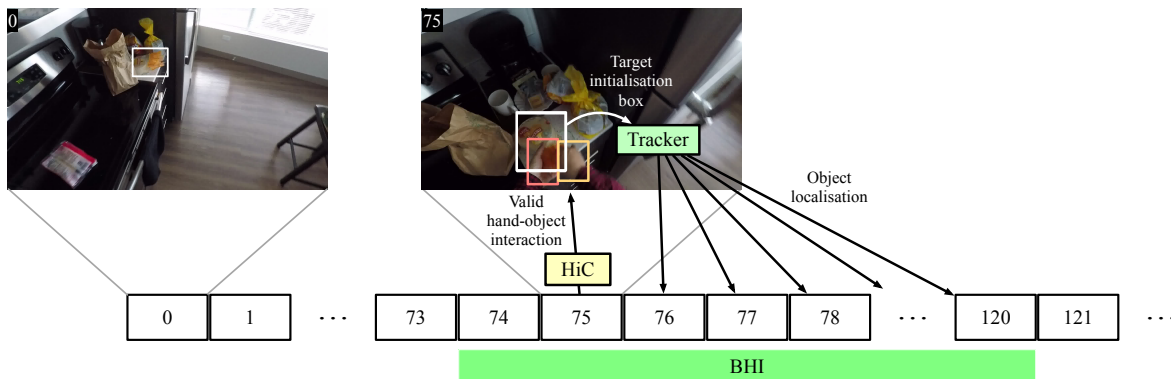 0
75
Target
initialisation
box
Tracker
Object
localisation
Valid
hand-object
interaction
HiC
0 1 ... 73 74 75 76 77 78 ... 120 121 ...
BHI